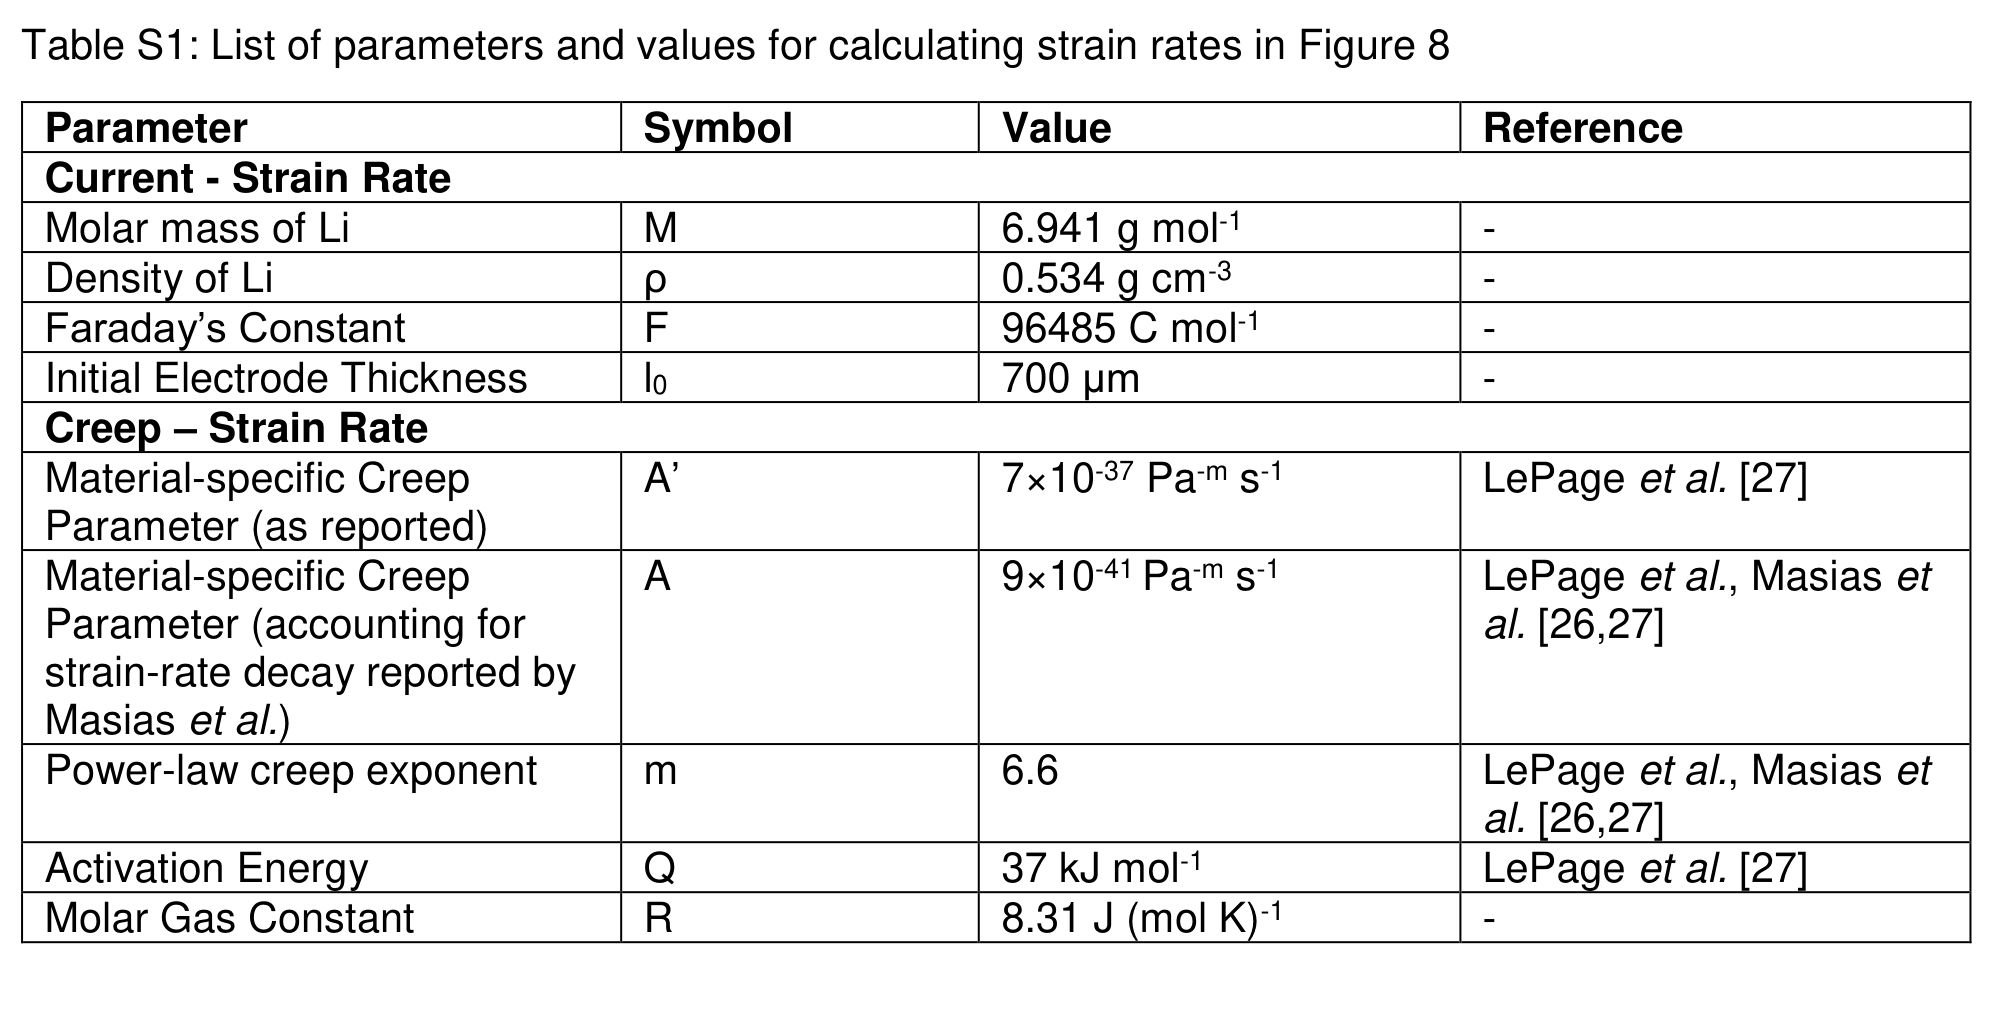 Table S1: List of parameters and values for calculating strain rates in Figure 8
Parameter Symbol Value Reference
Current - Strain Rate
Molar mass of Li M 6.941 g mol⁻¹ -
Density of Li ρ 0.534 g cm⁻³ -
Faraday’s Constant F 96485 C mol⁻¹ -
Initial Electrode Thickness l₀ 700 µm -
Creep – Strain Rate
Material-specific Creep A’ 7×10⁻³⁷ Pa⁻ᵐ s⁻¹ LePage et al. [27]
Parameter (as reported)
Material-specific Creep A 9×10⁻⁴¹ Pa⁻ᵐ s⁻¹ LePage et al., Masias et
Parameter (accounting for al. [26,27]
strain-rate decay reported by
Masias et al.)
Power-law creep exponent m 6.6 LePage et al., Masias et
al. [26,27]
Activation Energy Q 37 kJ mol⁻¹ LePage et al. [27]
Molar Gas Constant R 8.31 J (mol K)⁻¹ -